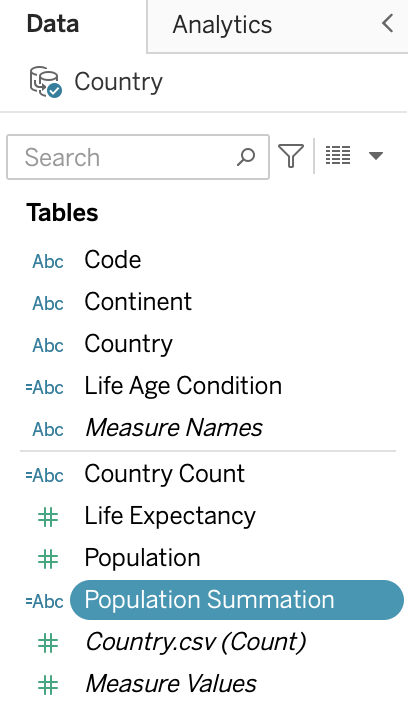 Data Analytics
Country
Search
Tables
Abc Code
Abc Continent
Abc Country
=Abc Life Age Condition
Abc Measure Names
=Abc Country Count
# Life Expectancy
# Population
=Abc Population Summation
# Country.csv (Count)
# Measure Values